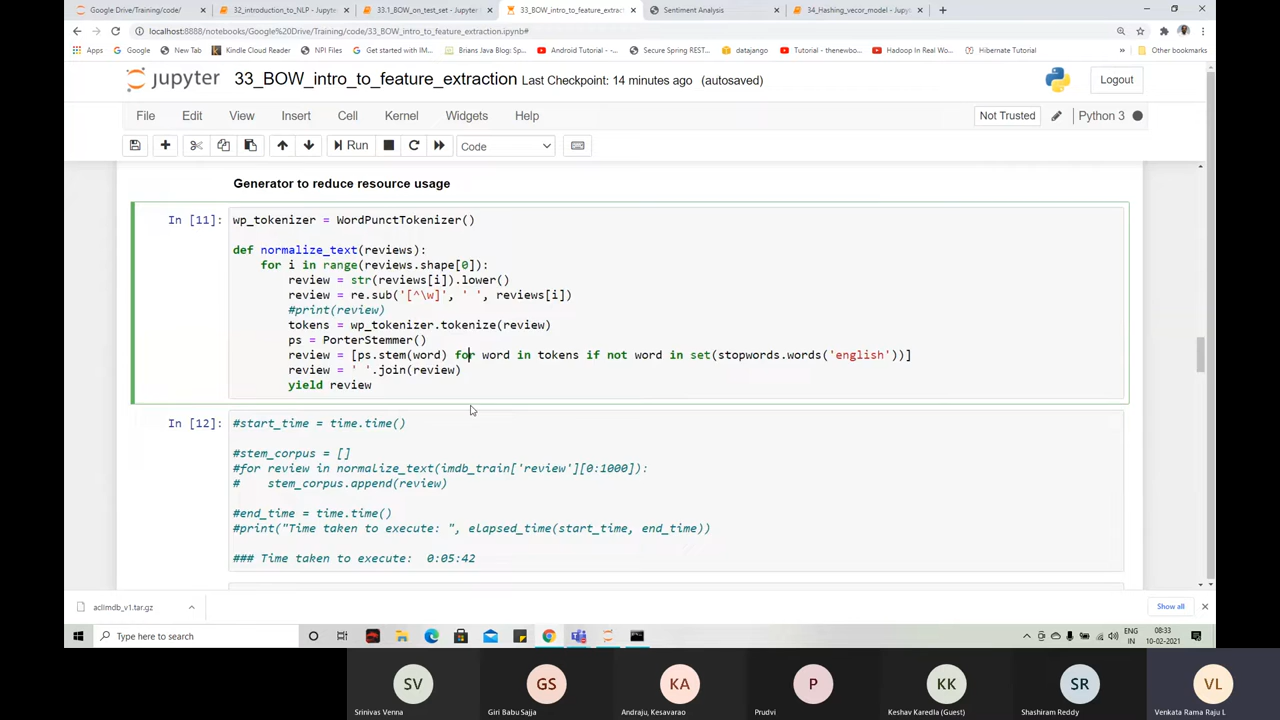 Google Drive/Training/code/
32_introduction_to_NLP - Jupyte
33.1_BOW_on_test_set - Jupyter
33_BOW_intro_to_feature_extrac
Sentiment Analysis
34_Hashing_vecor_model - Jupyt
localhost:8888/notebooks/Google%20Drive/Training/code/33_BOW_intro_to_feature_extraction.ipynb#
Apps
Bookmarks
New Tab
Kindle Cloud Reader
NPI Files
Get started with IM...
Brians Java Blog: Sp...
Android Tutorial - T...
Secure Spring REST...
datajango
Tutorial - thenewbo...
Hadoop In Real Wo...
Hibernate Tutorial
Other bookmarks
jupyter
33_BOW_intro_to_feature_extraction
Last Checkpoint: 14 minutes ago (autosaved)
Logout
File
Edit
View
Insert
Cell
Kernel
Widgets
Help
Not Trusted
Python 3
Run
Code
Generator to reduce resource usage
In [11]:
wp_tokenizer = WordPunctTokenizer()
def normalize_text(reviews):
for i in range(reviews.shape[0]):
review = str(reviews[i]).lower()
review = re.sub('[^\w]', ' ', reviews[i])
#print(review)
tokens = wp_tokenizer.tokenize(review)
ps = PorterStemmer()
review = [ps.stem(word) for word in tokens if not word in set(stopwords.words('english'))]
review = ' '.join(review)
yield review
In [12]:
#start_time = time.time()
#stem_corpus = []
#for review in normalize_text(imdb_train['review'][0:1000]):
# stem_corpus.append(review)
#end_time = time.time()
#print("Time taken to execute: ", elapsed_time(start_time, end_time))
### Time taken to execute: 0:05:42
aclImdb_v1.tar.gz
Show all
Type here to search
ENG
IN
08:33
10-02-2021
SV
GS
KA
P
KK
SR
VL
Srinivas Venna
Giri Babu Sajja
Andraju, Kesavarao
Prudvi
Keshav Karedla (Guest)
Shashidhar Reddy
Venkata Rama Raju L